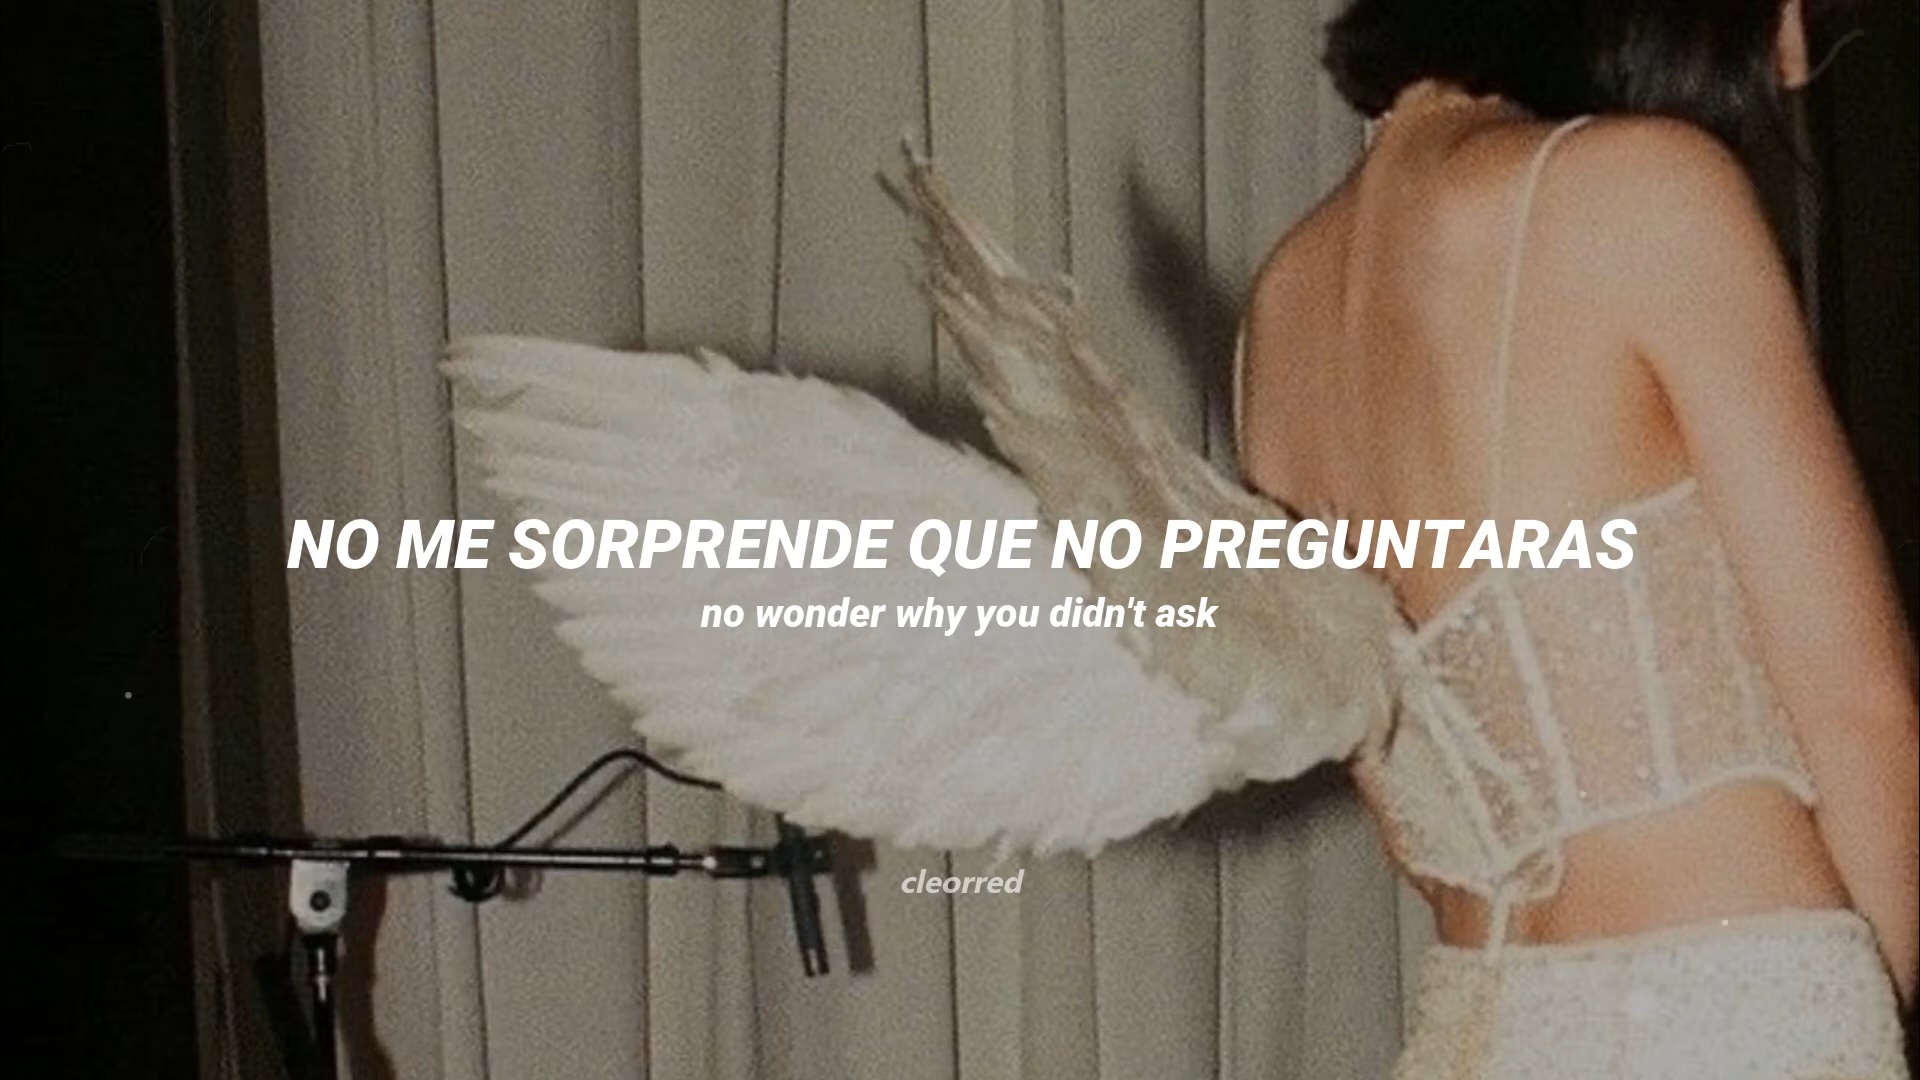 NO ME SORPRENDE QUE NO PREGUNTARAS
no wonder why you didn't ask
cleorred